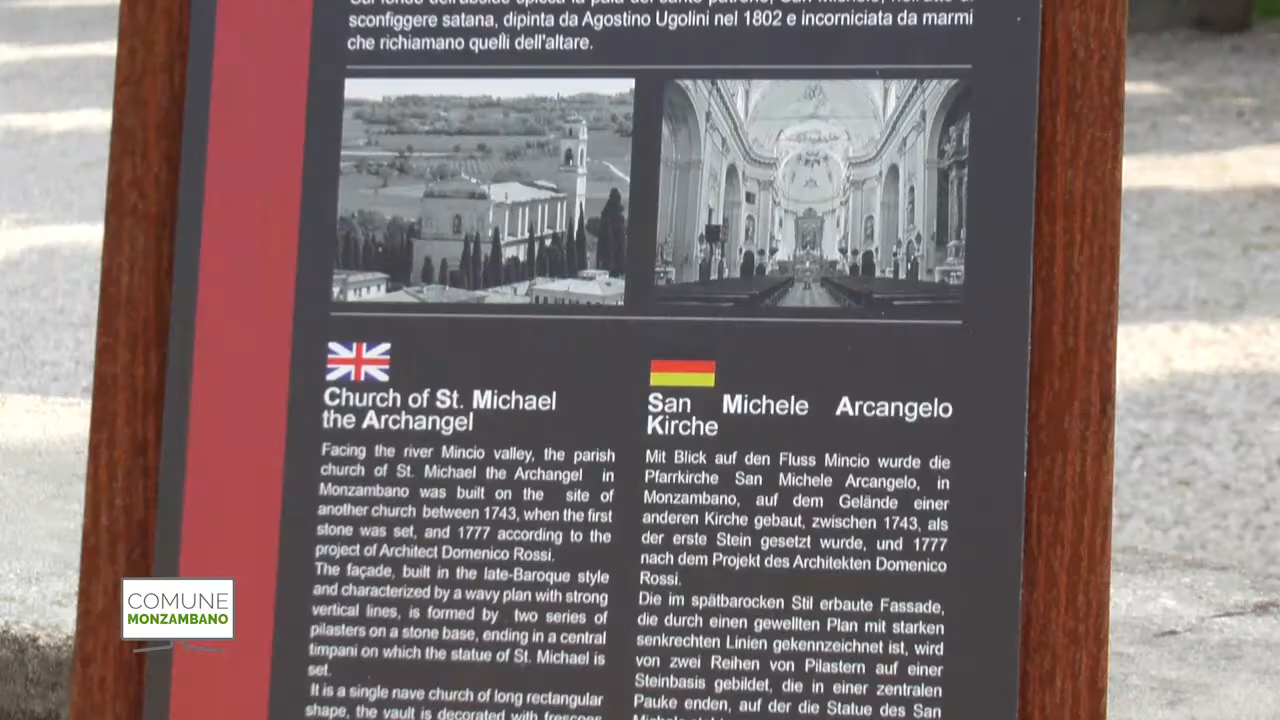 sconfiggere satana, dipinta da Agostino Ugolini nel 1802 e incorniciata da marmi
che richiamano quelli dell'altare.
Church of St. Michael
the Archangel
Facing the river Mincio valley, the parish
church of St. Michael the Archangel in
Monzambano was built on the site of
another church between 1743, when the first
stone was set, and 1777 according to the
project of Architect Domenico Rossi.
The façade, built in the late-Baroque style
and characterized by a wavy plan with strong
vertical lines, is formed by two series of
pilasters on a stone base, ending in a central
timpani on which the statue of St. Michael is
set.
It is a single nave church of long rectangular
shape, the vault is decorated with frescoes
San Michele Arcangelo
Kirche
Mit Blick auf den Fluss Mincio wurde die
Pfarrkirche San Michele Arcangelo, in
Monzambano, auf dem Gelände einer
anderen Kirche gebaut, zwischen 1743, als
der erste Stein gesetzt wurde, und 1777
nach dem Projekt des Architekten Domenico
Rossi.
Die im spätbarocken Stil erbaute Fassade,
die durch einen gewellten Plan mit starken
senkrechten Linien gekennzeichnet ist, wird
von zwei Reihen von Pilastern auf einer
Steinbasis gebildet, die in einer zentralen
Pauke enden, auf der die Statue des San
COMUNE
MONZAMBANO